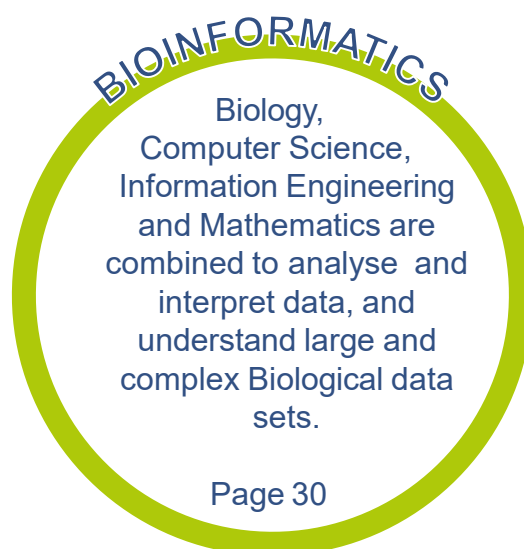 BIOINFORMATICS
Biology,
Computer Science,
Information Engineering
and Mathematics are
combined to analyse and
interpret data, and
understand large and
complex Biological data
sets.
Page 30